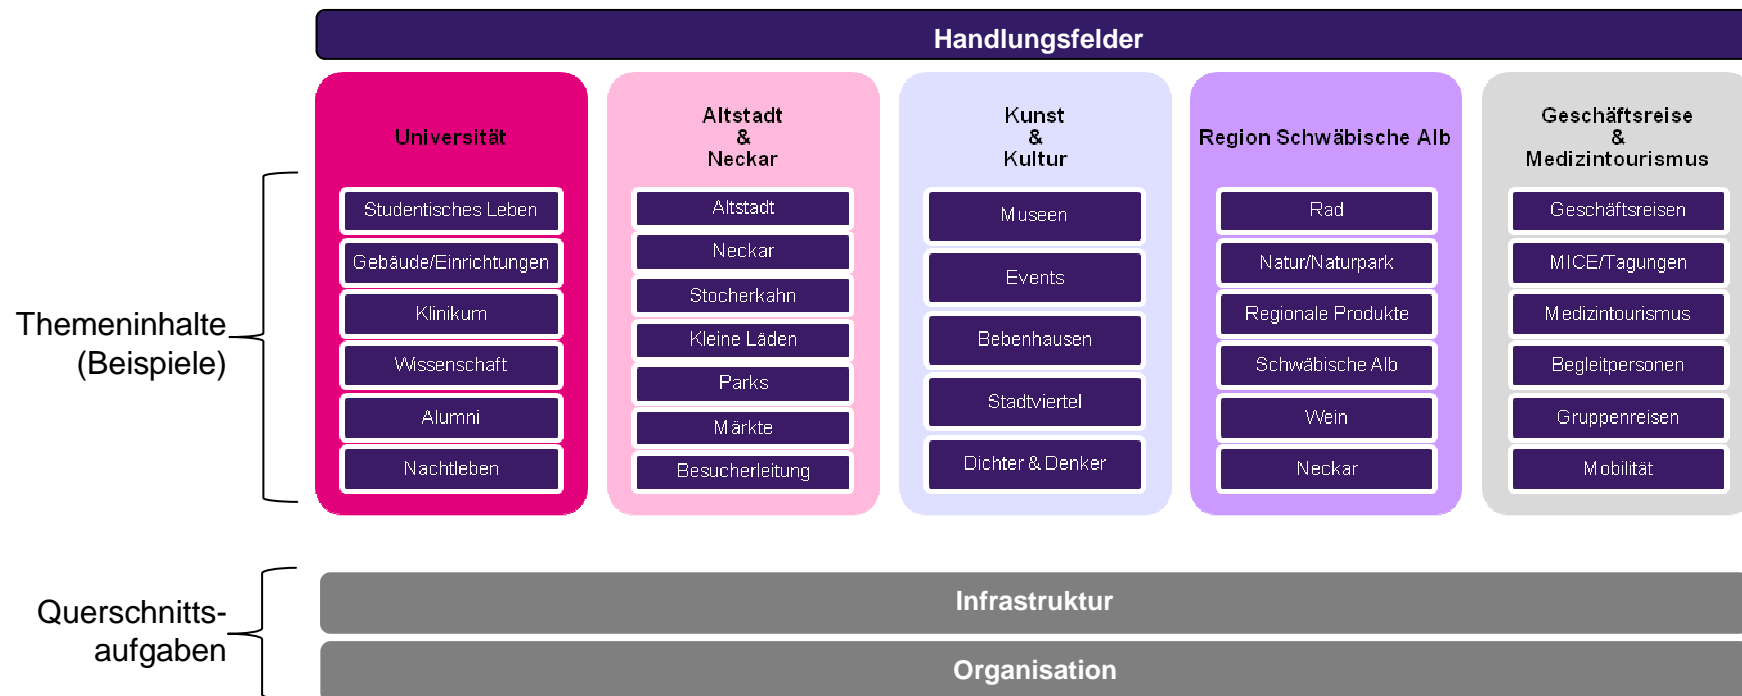 Handlungsfelder
Universität
Studentisches Leben
Gebäude/Einrichtungen
Klinikum
Wissenschaft
Alumni
Nachtleben
Altstadt
&
Neckar
Altstadt
Neckar
Stocherkahn
Kleine Läden
Parks
Märkte
Besucherleitung
Kunst
&
Kultur
Museen
Events
Bebenhausen
Stadtviertel
Dichter & Denker
Region Schwäbische Alb
Rad
Natur/Naturpark
Regionale Produkte
Schwäbische Alb
Wein
Neckar
Geschäftsreise
&
Medizintourismus
Geschäftsreisen
MICE/Tagungen
Medizintourismus
Begleitpersonen
Gruppenreisen
Mobilität
Themeninhalte
(Beispiele)
Querschnitts-
aufgaben
Infrastruktur
Organisation